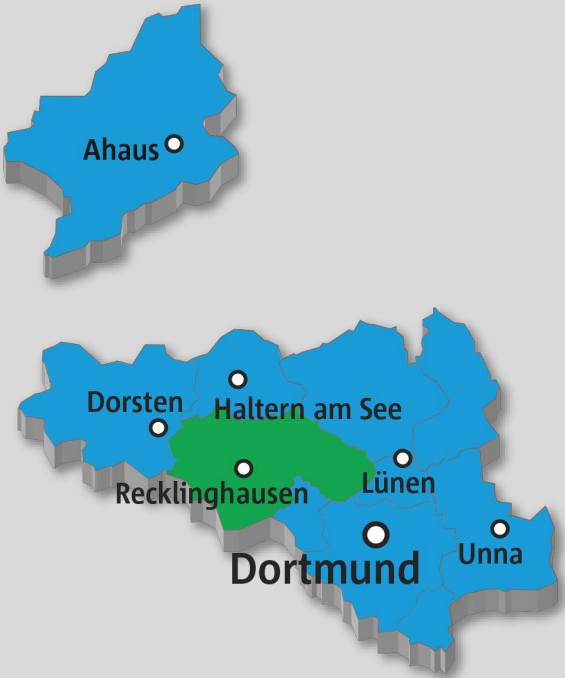 Ahaus
Dorsten
Haltern am See
Recklinghausen
Lünen
Dortmund
Unna